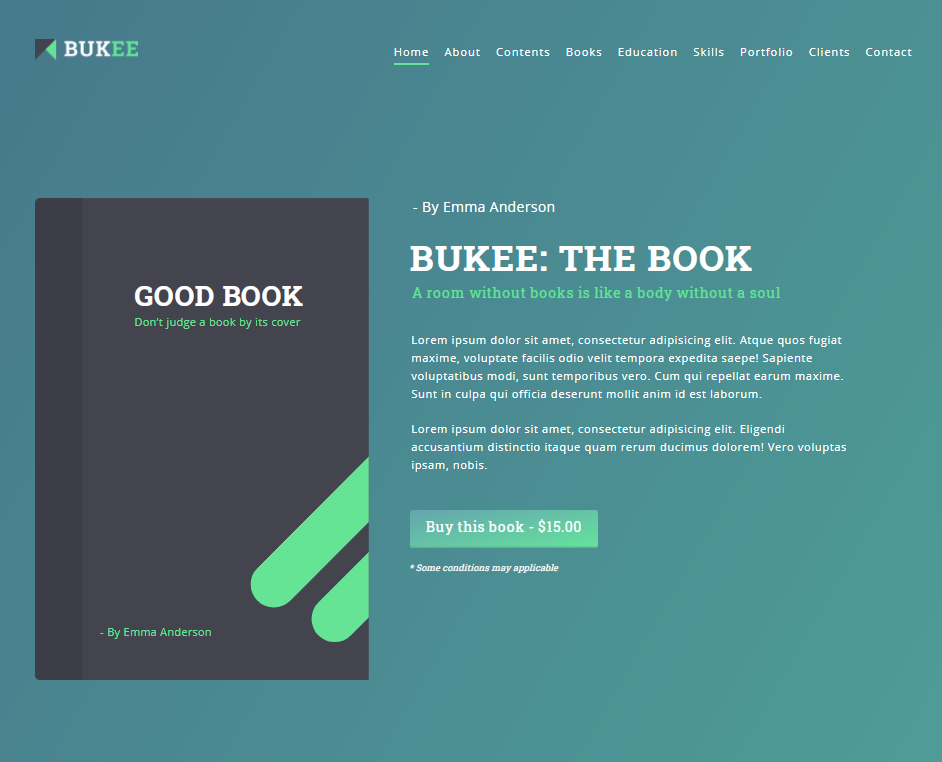 BUKEE
Home About Contents Books Education Skills Portfolio Clients Contact
GOOD BOOK
Don't judge a book by its cover
- By Emma Anderson
- By Emma Anderson
BUKEE: THE BOOK
A room without books is like a body without a soul
Lorem ipsum dolor sit amet, consectetur adipisicing elit. Atque quos fugiat
maxime, voluptate facilis odio velit tempora expedita saepe! Sapiente
voluptatibus modi, sunt temporibus vero. Cum qui repellat earum maxime.
Sunt in culpa qui officia deserunt mollit anim id est laborum.
Lorem ipsum dolor sit amet, consectetur adipisicing elit. Eligendi
accusantium distinctio itaque quam rerum ducimus dolorem! Vero voluptas
ipsam, nobis.
Buy this book - $15.00
* Some conditions may applicable